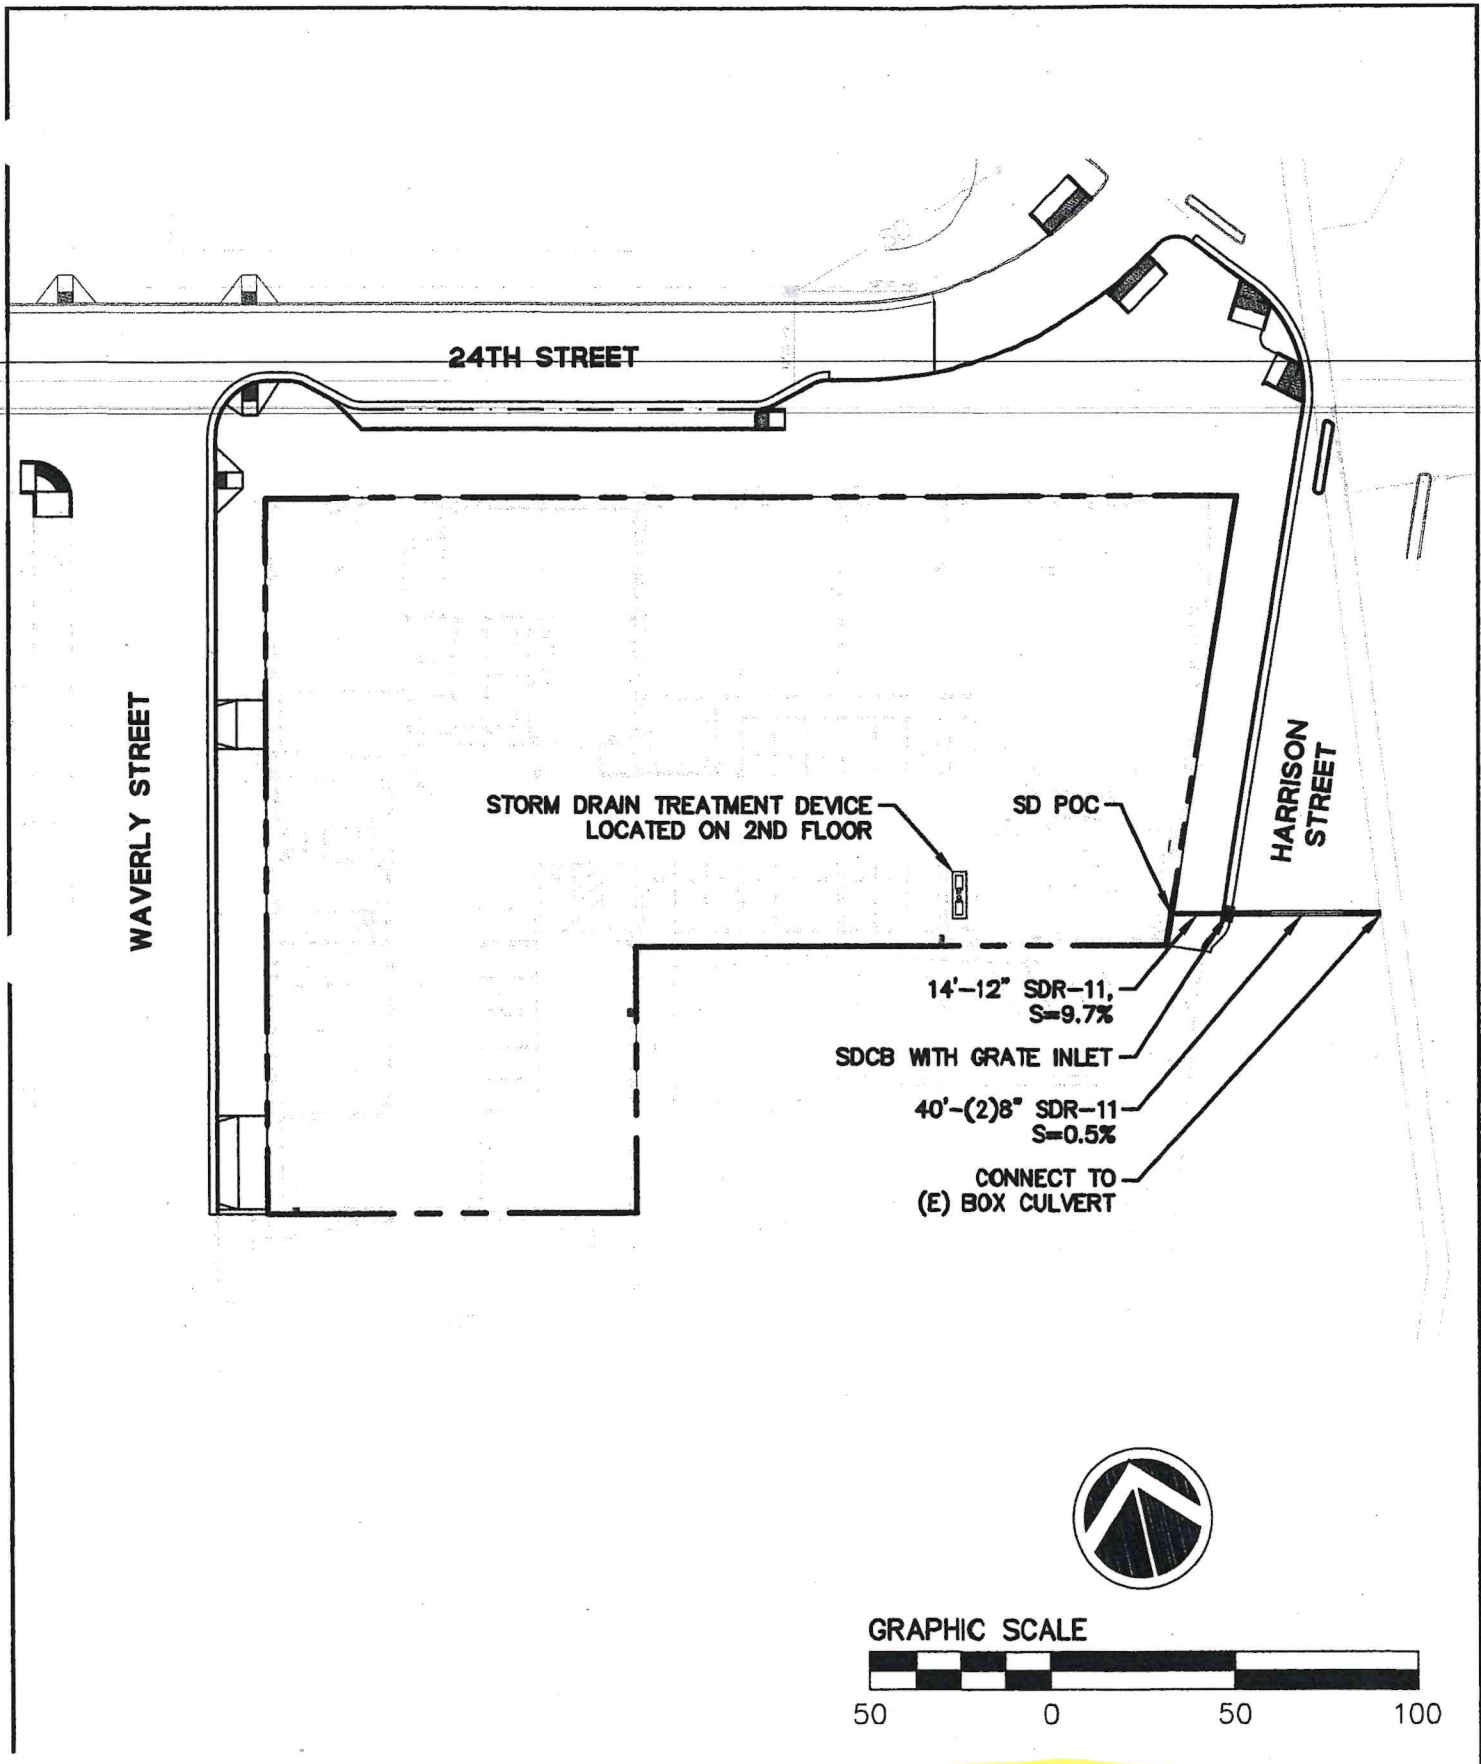 24TH STREET
WAVERLY STREET
HARRISON
STREET
STORM DRAIN TREATMENT DEVICE
LOCATED ON 2ND FLOOR
SD POC
14'-12" SDR-11,
S=9.7%
SDCB WITH GRATE INLET
40'-(2)8" SDR-11
S=0.5%
CONNECT TO
(E) BOX CULVERT
GRAPHIC SCALE
50 0 50 100